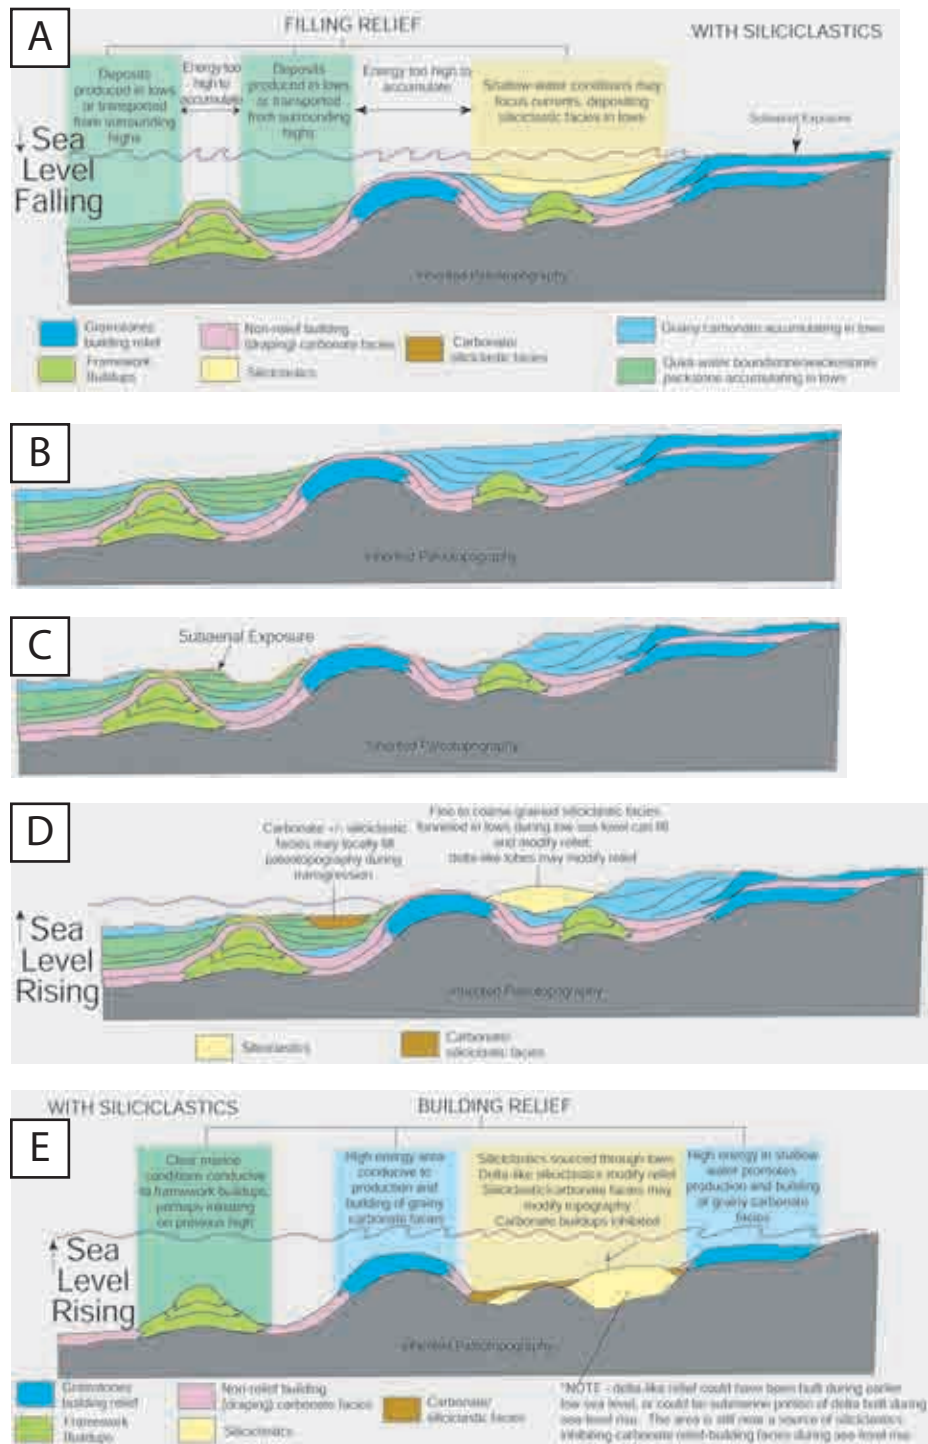 A
FILLING RELIEF
WITH SILICICLASTICS
Deposits
produced in lows
or transported
from surrounding
highs
Energy too
high to
accumulate
Deposits
produced in lows
or transported
from surrounding
highs
Energy too high to
accumulate
Shallow-water conditions may
focus currents, depositing
siliciclastic facies in lows
Subaerial Exposure
↓ Sea
Level
Falling
Inherited Paleotopography
Grainstones
building relief
Framework
Buildups
Non-relief building
(draping) carbonate facies
Siliciclastics
Carbonate/
siliciclastic facies
Grainy carbonate accumulating in lows
Quiet-water
packstone accumulating in lows
B
Inherited Paleotopography
C
Subaerial Exposure
Inherited Paleotopography
D
Carbonate +/- siliciclastic
facies may locally fill
paleotopography during
transgression
Fine to coarse-grained siliciclastic facies
funneled in lows during low sea level can fill
and modify relief;
delta-like lobes may modify relief
↑ Sea
Level
Rising
Inherited Paleotopography
Siliciclastics
Carbonate/
siliciclastic facies
E
WITH SILICICLASTICS
BUILDING RELIEF
Clear marine
conditions conducive
to framework buildups,
perhaps initiating
on previous high
High energy area
conducive to
production and
building of grainy
carbonate facies
Siliciclastics sourced through lows
Delta-like siliciclastics modify relief
Siliciclastic/carbonate facies may
modify topography
Carbonate buildups inhibited
High energy in shallow
water promotes
production and building
of grainy carbonate
facies
↑ Sea
Level
Rising
Inherited Paleotopography
Grainstones
building relief
Framework
Buildups
Non-relief building
(draping) carbonate facies
Siliciclastics
Carbonate/
siliciclastic facies
*NOTE - delta-like relief could have been built during earlier
low sea level, or could be submarine portion of delta built during
sea-level rise. The area is still near a source of siliciclastics
inhibiting carbonate relief-building facies during sea-level rise